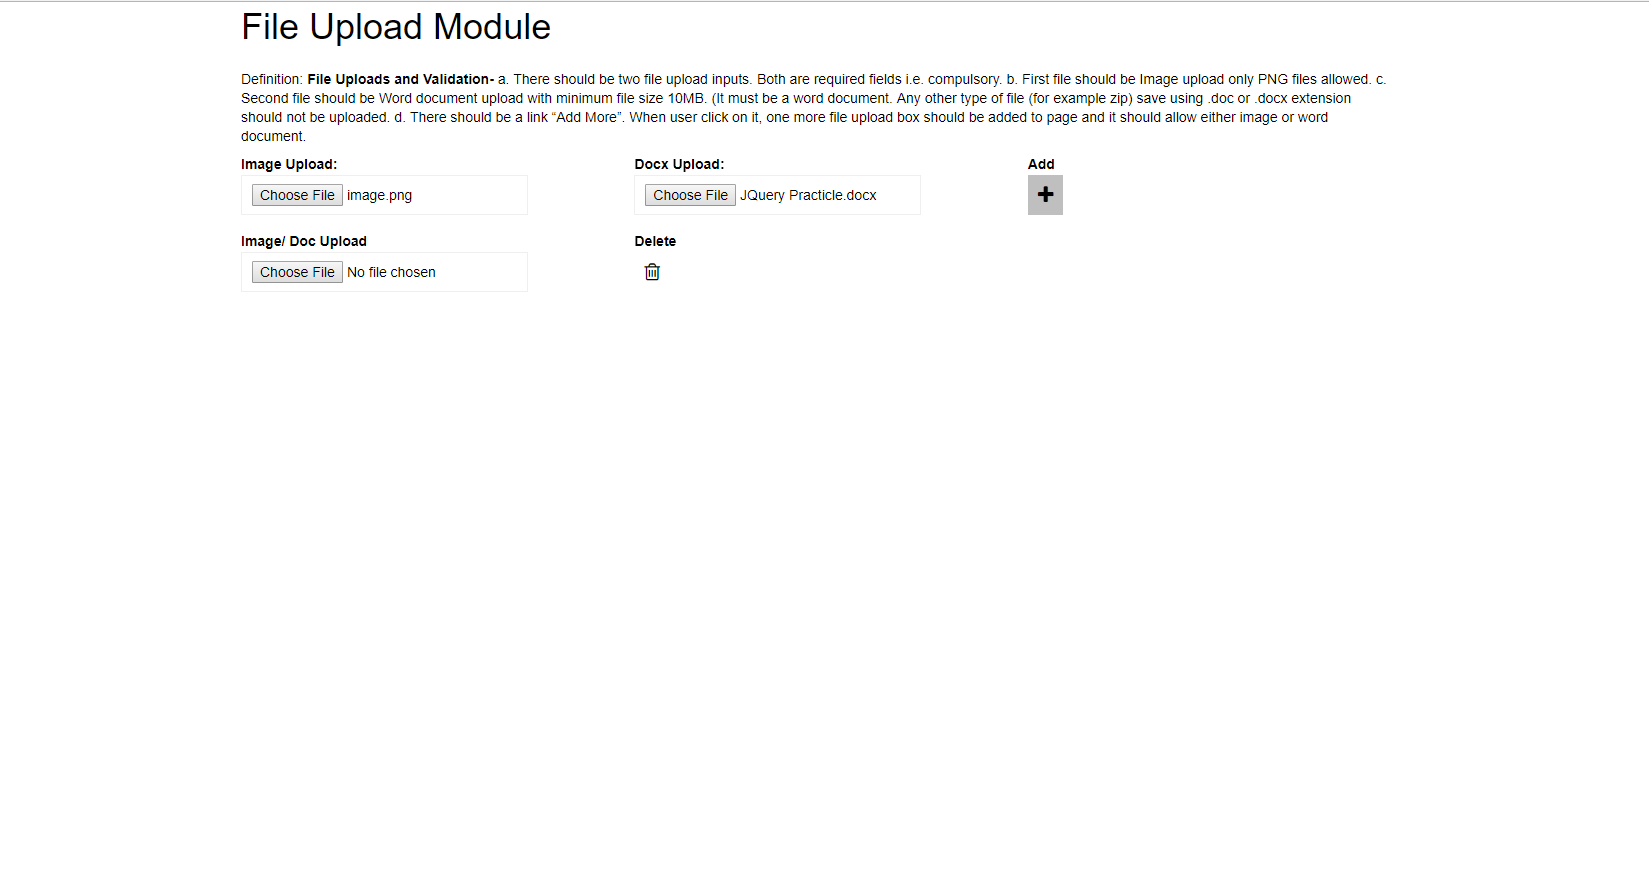 File Upload Module
Definition: File Uploads and Validation- a. There should be two file upload inputs. Both are required fields i.e. compulsory. b. First file should be Image upload only PNG files allowed. c.
Second file should be Word document upload with minimum file size 10MB. (It must be a word document. Any other type of file (for example zip) save using .doc or .docx extension
should not be uploaded. d. There should be a link “Add More”. When user click on it, one more file upload box should be added to page and it should allow either image or word
document.
Image Upload: Docx Upload: Add
Choose File image.png Choose File JQuery Practicle.docx
Image/ Doc Upload Delete
Choose File No file chosen